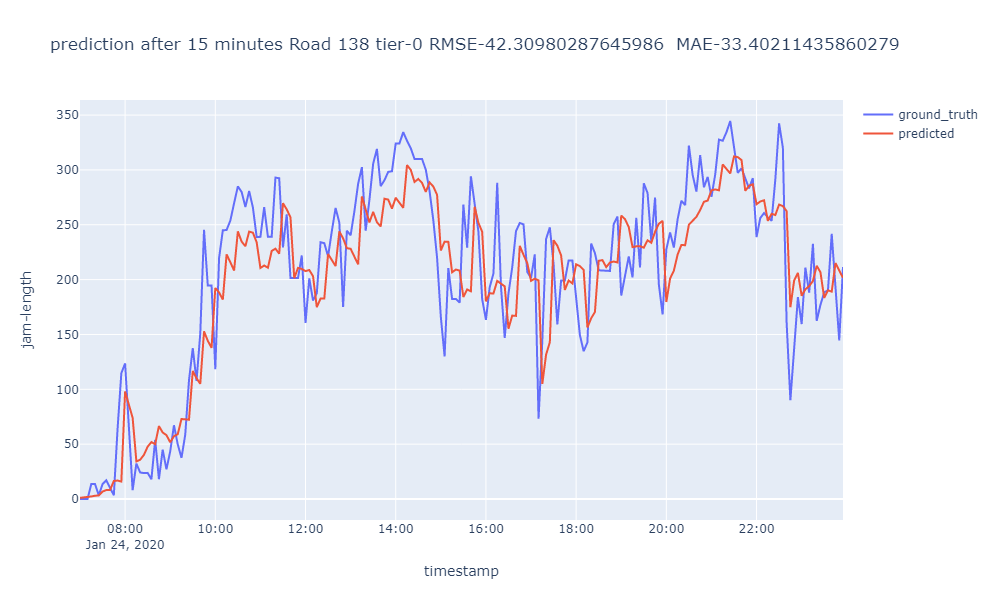 prediction after 15 minutes Road 138 tier-0 RMSE-42.30980287645986  MAE-33.40211435860279
ground_truth
predicted
350
300
250
200
150
100
50
0
jam-length
08:00 10:00 12:00 14:00 16:00 18:00 20:00 22:00
Jan 24, 2020
timestamp